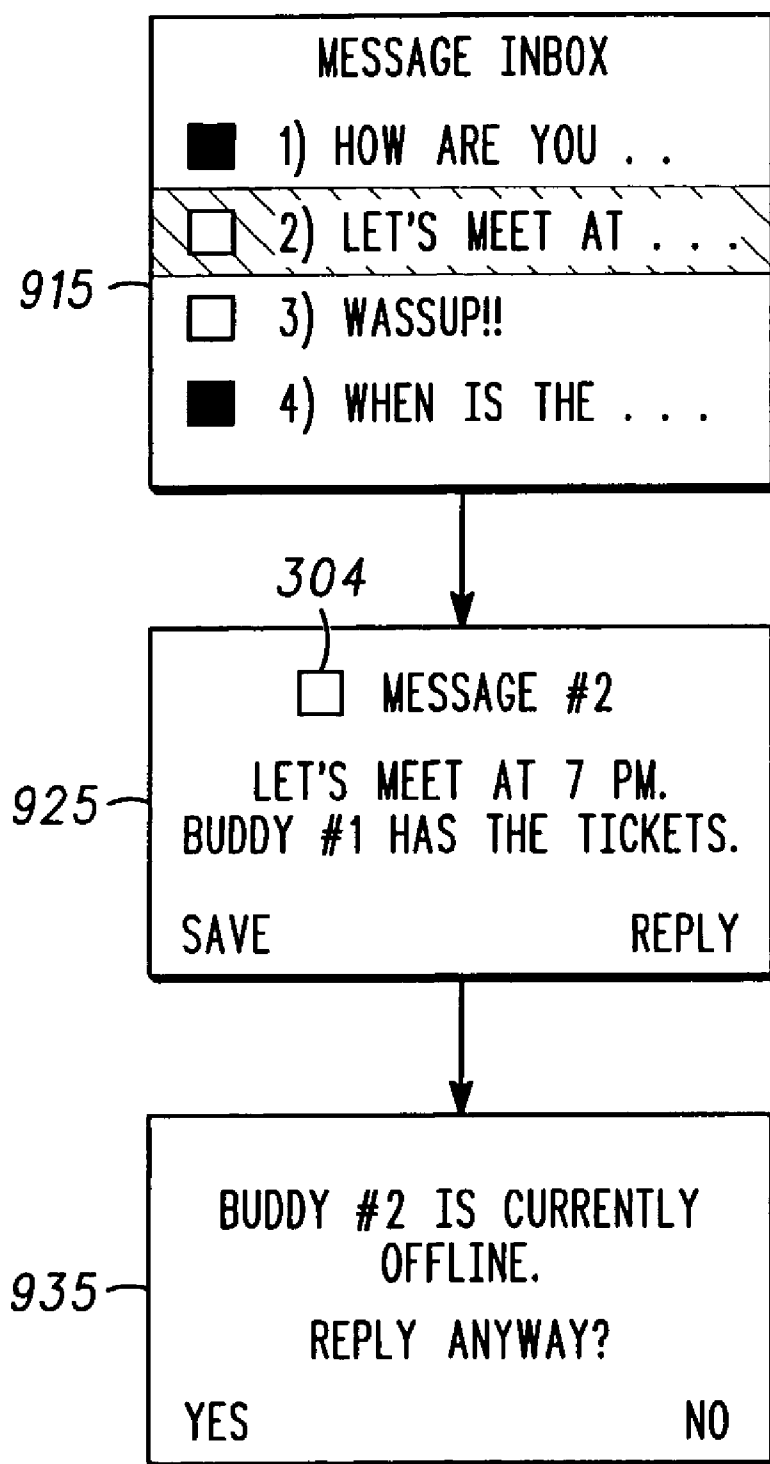 MESSAGE INBOX
1) HOW ARE YOU . .
2) LET'S MEET AT . . .
915
3) WASSUP!!
4) WHEN IS THE . . .
304
MESSAGE #2
LET'S MEET AT 7 PM.
925
BUDDY #1 HAS THE TICKETS.
SAVE REPLY
BUDDY #2 IS CURRENTLY
OFFLINE.
935
REPLY ANYWAY?
YES NO